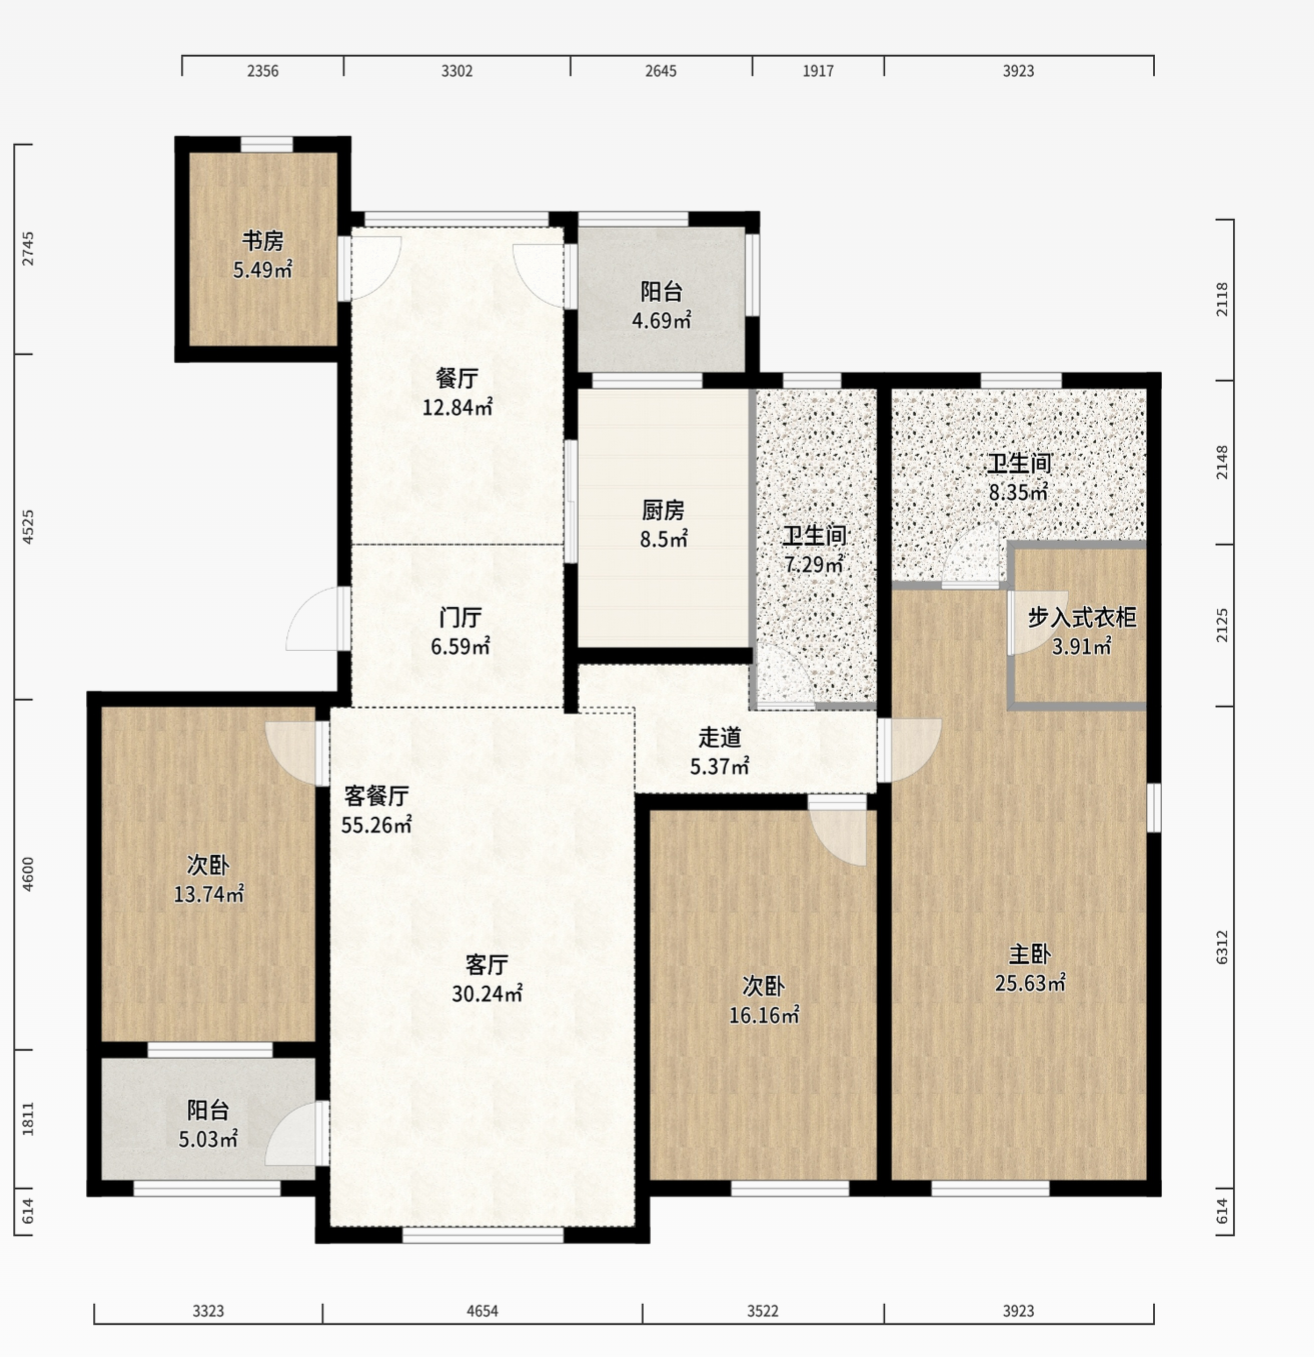 2356
3302
2645
1917
3923
2745
4525
4600
1811
614
书房
5.49㎡
阳台
4.69㎡
餐厅
12.84㎡
卫生间
8.35㎡
厨房
8.5㎡
卫生间
7.29㎡
门厅
6.59㎡
步入式衣柜
3.91㎡
走道
5.37㎡
客餐厅
55.26㎡
次卧
13.74㎡
客厅
30.24㎡
次卧
16.16㎡
主卧
25.63㎡
阳台
5.03㎡
2118
2148
2125
6312
614
3323
4654
3522
3923